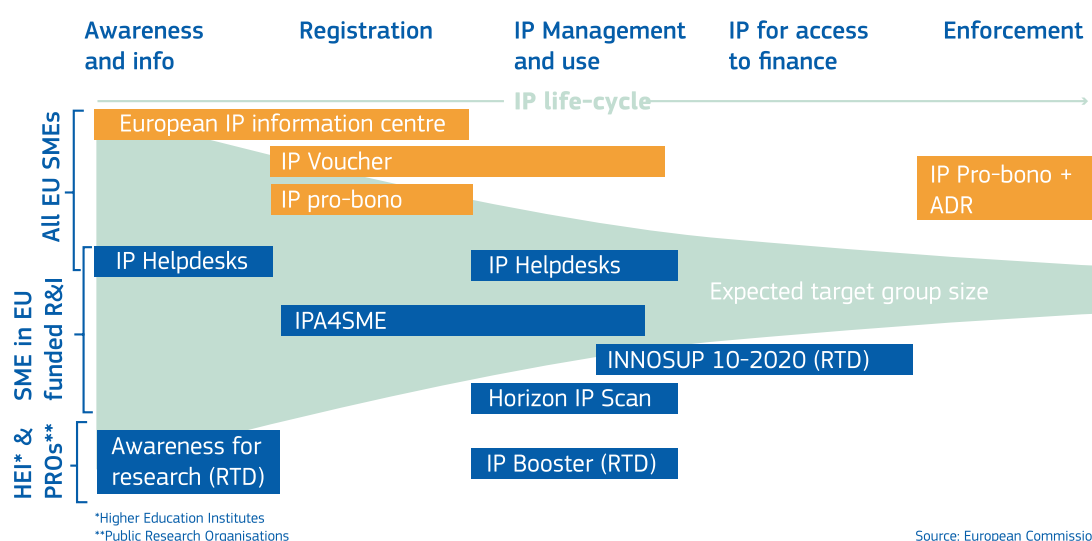 Awareness
and info
Registration
IP Management
and use
IP for access
to finance
Enforcement
IP life-cycle
All EU SMEs
European IP information centre
IP Voucher
IP pro-bono
IP Pro-bono +
ADR
SME in EU
funded R&I
IP Helpdesks
IP Helpdesks
Expected target group size
IPA4SME
INNOSUP 10-2020 (RTD)
Horizon IP Scan
HEI* &
PROs**
Awareness for
research (RTD)
IP Booster (RTD)
*Higher Education Institutes
**Public Research Organisations
Source: European Commissio